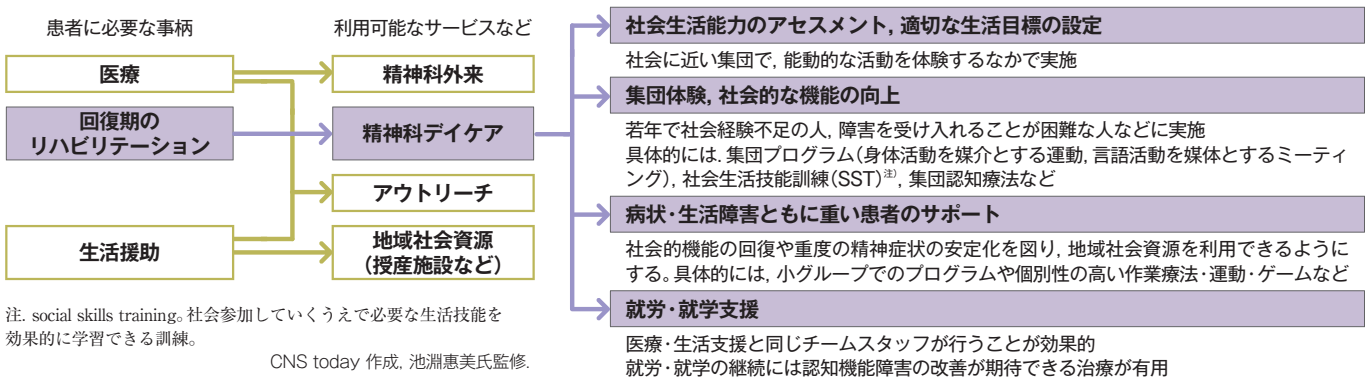 患者に必要な事柄
利用可能なサービスなど
医療
精神科外来
回復期の
リハビリテーション
精神科デイケア
アウトリーチ
生活援助
地域社会資源
（授産施設など）
注. social skills training。社会参加していくうえで必要な生活技能を
効果的に学習できる訓練。
CNS today 作成, 池淵惠美氏監修.
社会生活能力のアセスメント, 適切な生活目標の設定
社会に近い集団で, 能動的な活動を体験するなかで実施
集団体験, 社会的な機能の向上
若年で社会経験不足の人, 障害を受け入れることが困難な人などに実施
具体的には. 集団プログラム（身体活動を媒介とする運動, 言語活動を媒体とするミーティ
ング）, 社会生活技能訓練（SST）注）, 集団認知療法など
病状・生活障害ともに重い患者のサポート
社会的機能の回復や重度の精神症状の安定化を図り, 地域社会資源を利用できるように
する。具体的には, 小グループでのプログラムや個別性の高い作業療法・運動・ゲームなど
就労・就学支援
医療・生活支援と同じチームスタッフが行うことが効果的
就労・就学の継続には認知機能障害の改善が期待できる治療が有用